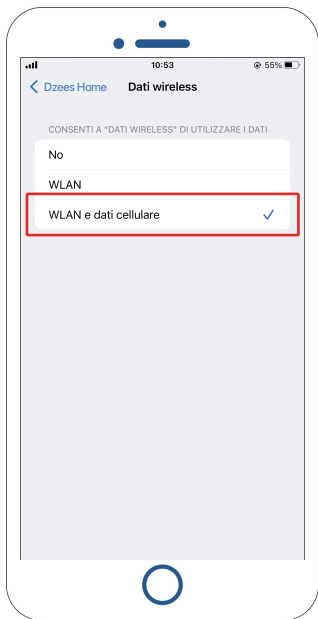 10:53
55%
Dzees Home
Dati wireless
CONSENTI A “DATI WIRELESS” DI UTILIZZARE I DATI
No
WLAN
WLAN e dati cellulare